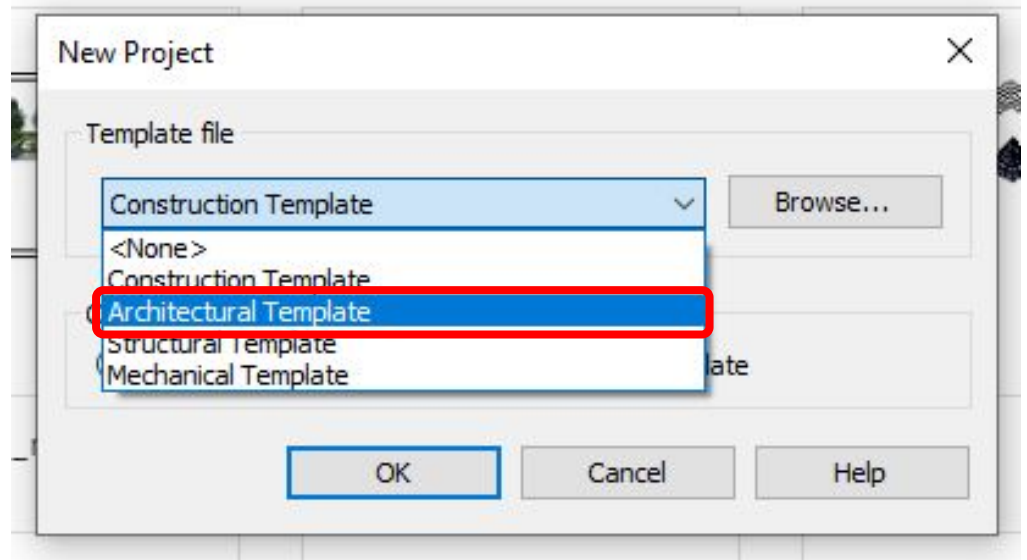 New Project
Template file
Construction Template
Browse...
<None>
Construction Template
Architectural Template
Structural Template
Mechanical Template
OK
Cancel
Help